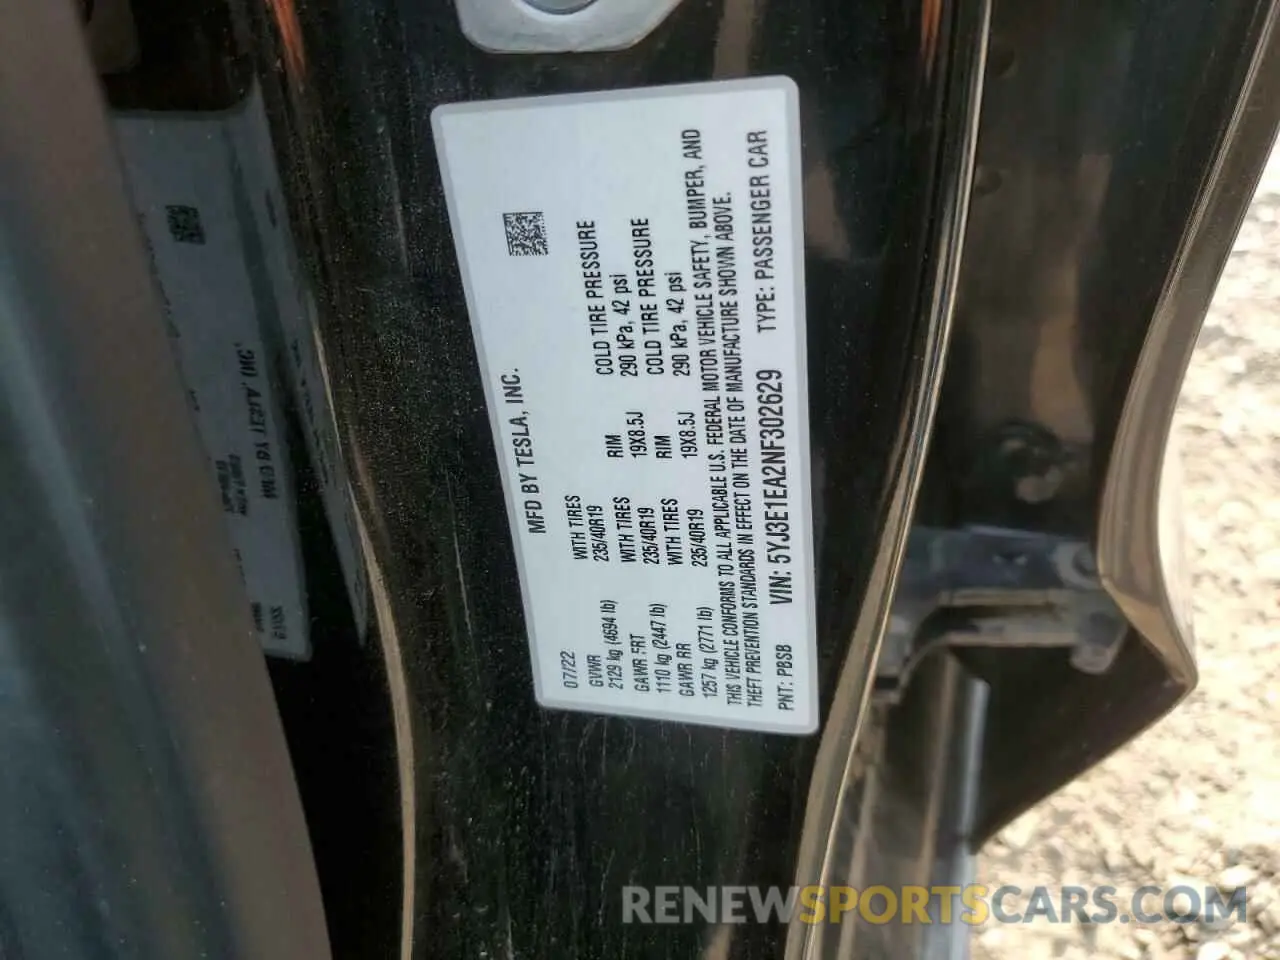 MFD BY TESLA, INC.
07/22
GVWR WITH TIRES RIM COLD TIRE PRESSURE
2129 kg (4694 lb) 235/40R19 19X8.5J 290 kPa, 42 psi
GAWR FRT WITH TIRES RIM COLD TIRE PRESSURE
1110 kg (2447 lb) 235/40R19 19X8.5J 290 kPa, 42 psi
GAWR RR WITH TIRES
1257 kg (2771 lb) 235/40R19
THIS VEHICLE CONFORMS TO ALL APPLICABLE U.S. FEDERAL MOTOR VEHICLE SAFETY, BUMPER, AND
THEFT PREVENTION STANDARDS IN EFFECT ON THE DATE OF MANUFACTURE SHOWN ABOVE.
PNT: PBSB VIN: 5YJ3E1EA2NF302629 TYPE: PASSENGER CAR
RENEWSPORTSCARS.COM